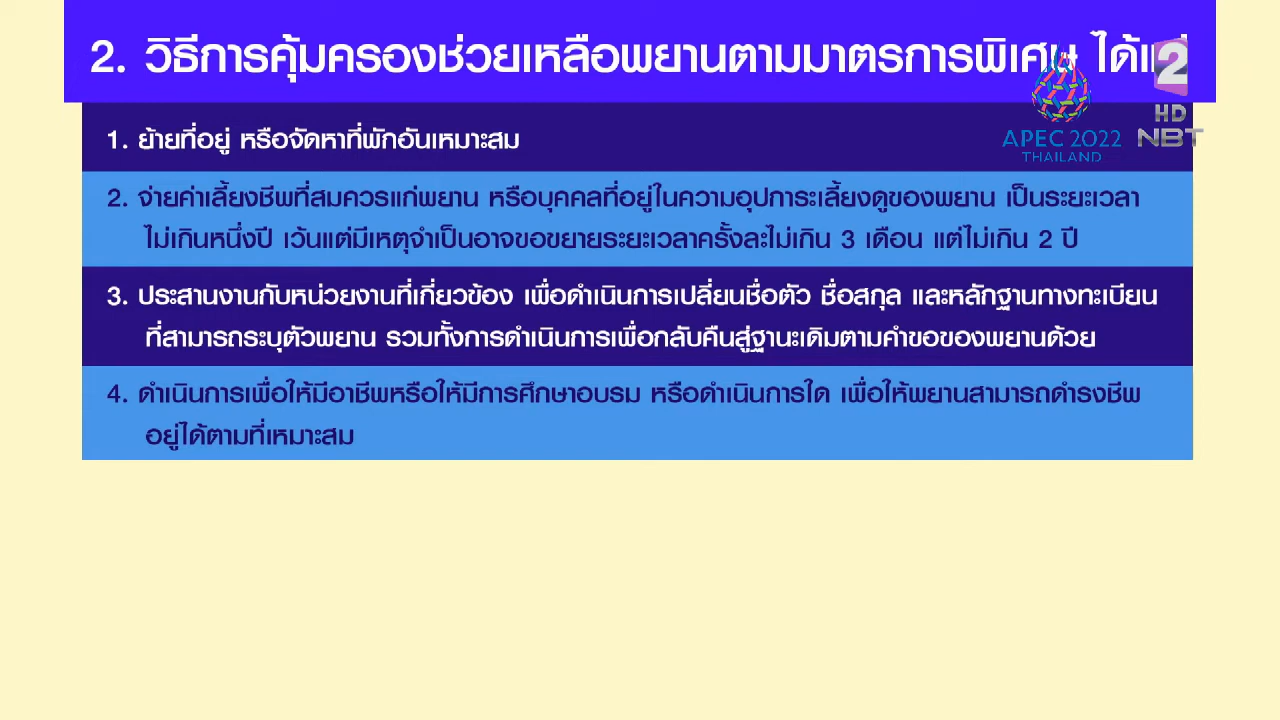 2. วิธีการคุ้มครองช่วยเหลือพยานตามมาตรการพิเศษ ได้แก่
1. ย้ายที่อยู่ หรือจัดหาที่พักอันเหมาะสม
2. จ่ายค่าเลี้ยงชีพที่สมควรแก่พยาน หรือบุคคลที่อยู่ในความอุปการะเลี้ยงดูของพยาน เป็นระยะเวลา
ไม่เกินหนึ่งปี เว้นแต่มีเหตุจำเป็นอาจขอขยายระยะเวลาครั้งละไม่เกิน 3 เดือน แต่ไม่เกิน 2 ปี
3. ประสานงานกับหน่วยงานที่เกี่ยวข้อง เพื่อดำเนินการเปลี่ยนชื่อตัว ชื่อสกุล และหลักฐานทางทะเบียน
ที่สามารถระบุตัวพยาน รวมทั้งการดำเนินการเพื่อกลับคืนสู่ฐานะเดิมตามคำขอของพยานด้วย
4. ดำเนินการเพื่อให้มีอาชีพหรือให้มีการศึกษาอบรม หรือดำเนินการใด เพื่อให้พยานสามารถดำรงชีพ
อยู่ได้ตามที่เหมาะสม
APEC 2022
THAILAND
2
HD
NBT